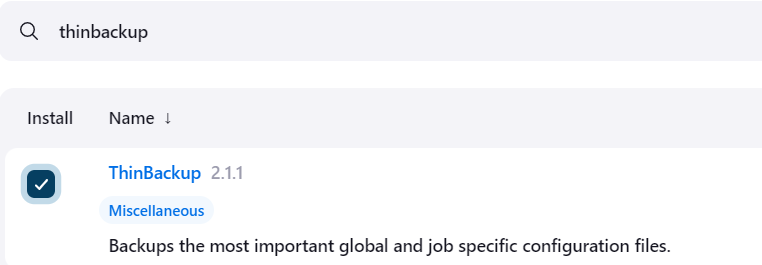 thinbackup
Install Name ↓
ThinBackup 2.1.1
Miscellaneous
Backups the most important global and job specific configuration files.